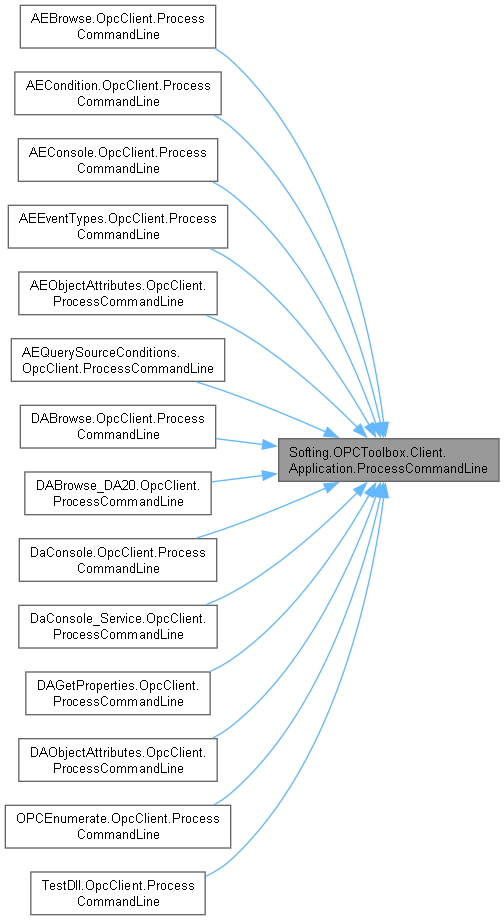 AEBrowse.OpcClient.Process
CommandLine
AECondition.OpcClient.Process
CommandLine
AEConsole.OpcClient.Process
CommandLine
AEEventTypes.OpcClient.Process
CommandLine
AEObjectAttributes.OpcClient.
ProcessCommandLine
AEQuerySourceConditions.
OpcClient.ProcessCommandLine
DABrowse.OpcClient.Process
CommandLine
Softing.OPCToolbox.Client.
Application.ProcessCommandLine
DABrowse_DA20.OpcClient.
ProcessCommandLine
DaConsole.OpcClient.Process
CommandLine
DaConsole_Service.OpcClient.
ProcessCommandLine
DAGetProperties.OpcClient.
ProcessCommandLine
DAObjectAttributes.OpcClient.
ProcessCommandLine
OPCEnumerate.OpcClient.Process
CommandLine
TestDll.OpcClient.Process
CommandLine